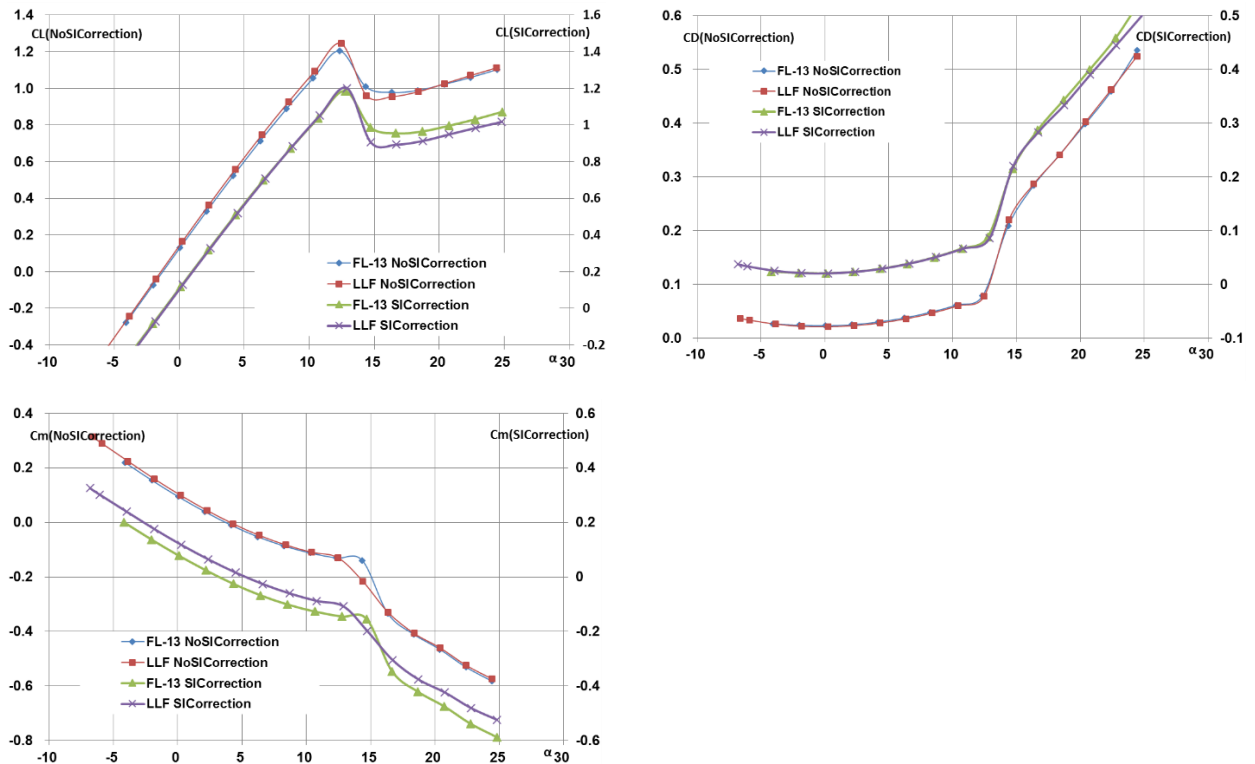 1.4
1.2
1.0
0.8
0.6
0.4
0.2
0.0
-0.2
-0.4
CL(NoSICorrection)
CL(SICorrection)
1.6
1.4
1.2
1
0.8
0.6
0.4
0.2
0
-0.2
FL-13 NoSICorrection
LLF NoSICorrection
FL-13 SICorrection
LLF SICorrection
-10 -5 0 5 10 15 20 25 α 30
0.6
0.5
0.4
0.3
0.2
0.1
0.0
CD(NoSICorrection)
CD(SICorrection)
0.5
0.4
0.3
0.2
0.1
0
-0.1
FL-13 NoSICorrection
LLF NoSICorrection
FL-13 SICorrection
LLF SICorrection
-10 -5 0 5 10 15 20 25 α 30
0.4
0.2
0.0
-0.2
-0.4
-0.6
-0.8
Cm(NoSICorrection)
Cm(SICorrection)
0.6
0.4
0.2
0
-0.2
-0.4
-0.6
FL-13 NoSICorrection
LLF NoSICorrection
FL-13 SICorrection
LLF SICorrection
-10 -5 0 5 10 15 20 25 α 30